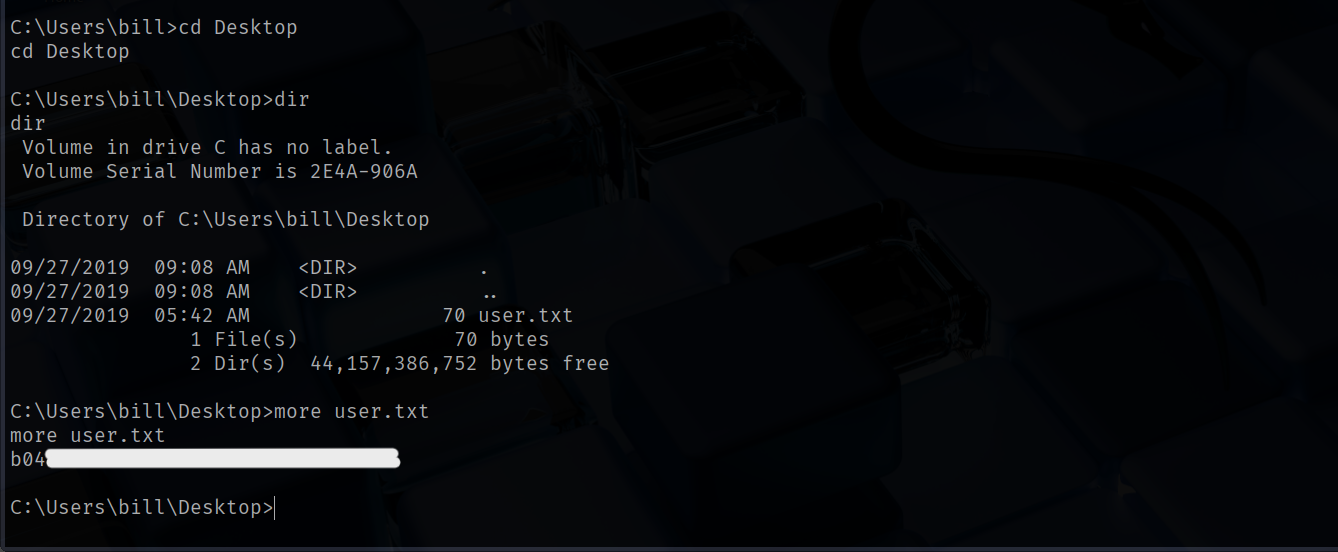 C:\Users\bill>cd Desktop
cd Desktop
C:\Users\bill\Desktop>dir
dir
 Volume in drive C has no label.
 Volume Serial Number is 2E4A-906A
 Directory of C:\Users\bill\Desktop
09/27/2019  09:08 AM    <DIR>          .
09/27/2019  09:08 AM    <DIR>          ..
09/27/2019  05:42 AM                70 user.txt
               1 File(s)             70 bytes
               2 Dir(s)  44,157,386,752 bytes free
C:\Users\bill\Desktop>more user.txt
more user.txt
b04
C:\Users\bill\Desktop>